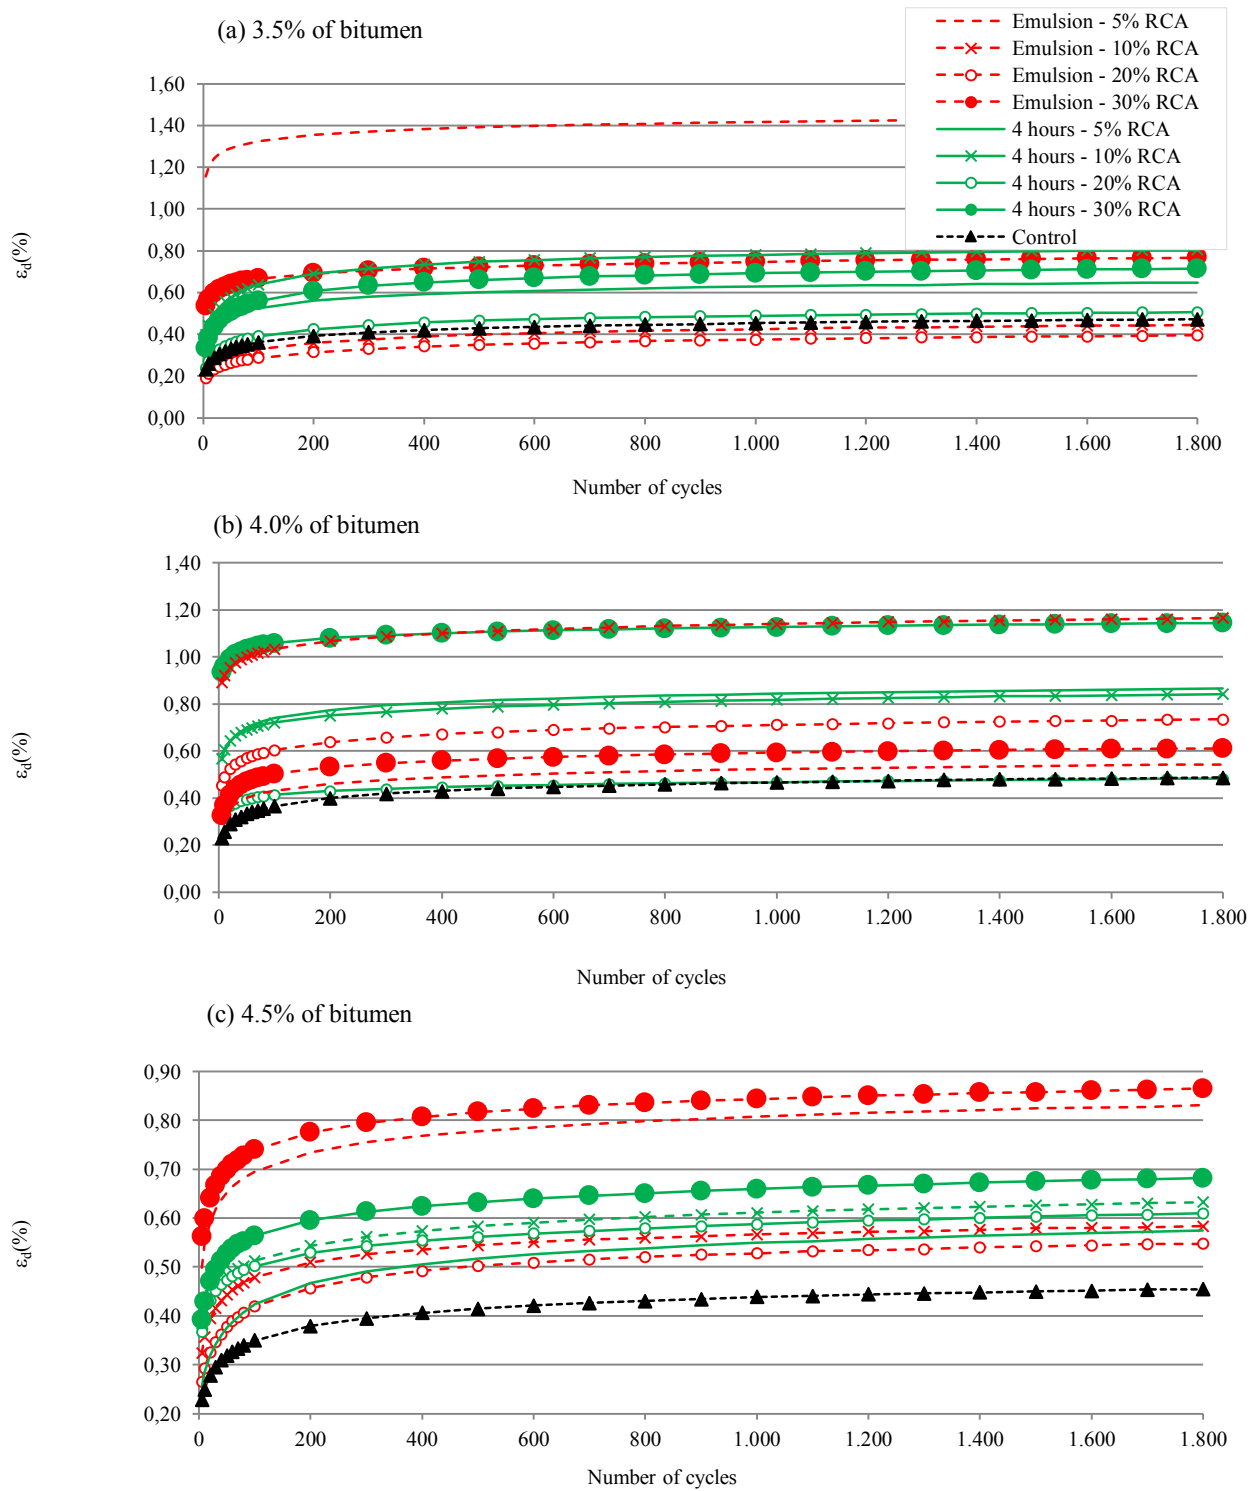 (a) 3.5% of bitumen
Emulsion - 5% RCA
Emulsion - 10% RCA
Emulsion - 20% RCA
Emulsion - 30% RCA
4 hours - 5% RCA
4 hours - 10% RCA
4 hours - 20% RCA
4 hours - 30% RCA
Control
εd(%)
1,60
1,40
1,20
1,00
0,80
0,60
0,40
0,20
0,00
0 200 400 600 800 1.000 1.200 1.400 1.600 1.800
Number of cycles
(b) 4.0% of bitumen
εd(%)
1,40
1,20
1,00
0,80
0,60
0,40
0,20
0,00
0 200 400 600 800 1.000 1.200 1.400 1.600 1.800
Number of cycles
(c) 4.5% of bitumen
εd(%)
0,90
0,80
0,70
0,60
0,50
0,40
0,30
0,20
0 200 400 600 800 1.000 1.200 1.400 1.600 1.800
Number of cycles